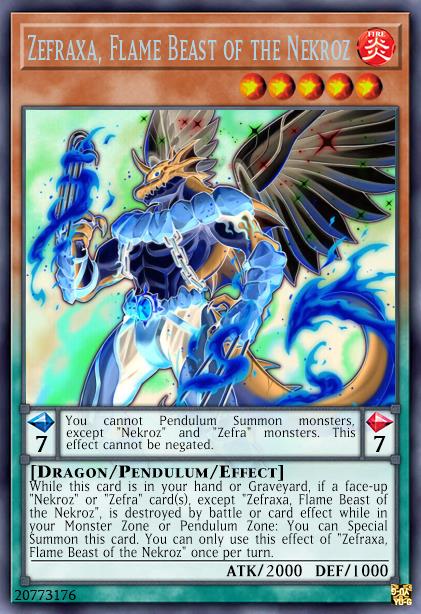 Zefraxa, Flame Beast of the Nekroz
FIRE
炎
You cannot Pendulum Summon monsters,
except "Nekroz" and "Zefra" monsters. This
effect cannot be negated.
7
7
[Dragon/Pendulum/Effect]
While this card is in your hand or Graveyard, if a face-up
"Nekroz" or "Zefra" card(s), except "Zefraxa, Flame Beast of
the Nekroz", is destroyed by battle or card effect while in
your Monster Zone or Pendulum Zone: You can Special
Summon this card. You can only use this effect of "Zefraxa,
Flame Beast of the Nekroz" once per turn.
ATK/2000 DEF/1000
20773176